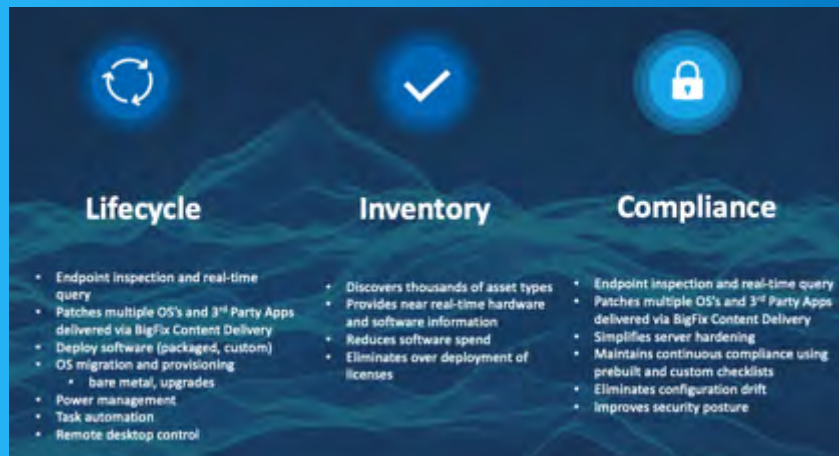 Lifecycle
• Endpoint inspection and real-time
query
• Patches multiple OS's and 3rd Party Apps
delivered via BigFix Content Delivery
• Deploy software (packaged, custom)
• OS migration and provisioning
• bare metal, upgrades
• Power management
• Task automation
• Remote desktop control
Inventory
• Discovers thousands of asset types
• Provides near real-time hardware
and software information
• Reduces software spend
• Eliminates over deployment of
licenses
Compliance
• Endpoint inspection and real-time query
• Patches multiple OS's and 3rd Party Apps
delivered via BigFix Content Delivery
• Simplifies server hardening
• Maintains continuous compliance using
prebuilt and custom checklists
• Eliminates configuration drift
• Improves security posture